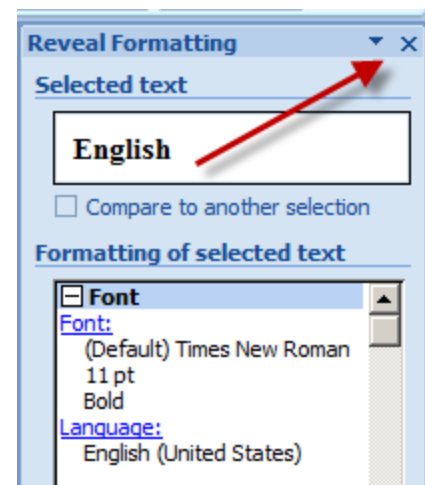 Reveal Formatting
Selected text
English
Compare to another selection
Formatting of selected text
Font
Font:
(Default) Times New Roman
11 pt
Bold
Language:
English (United States)